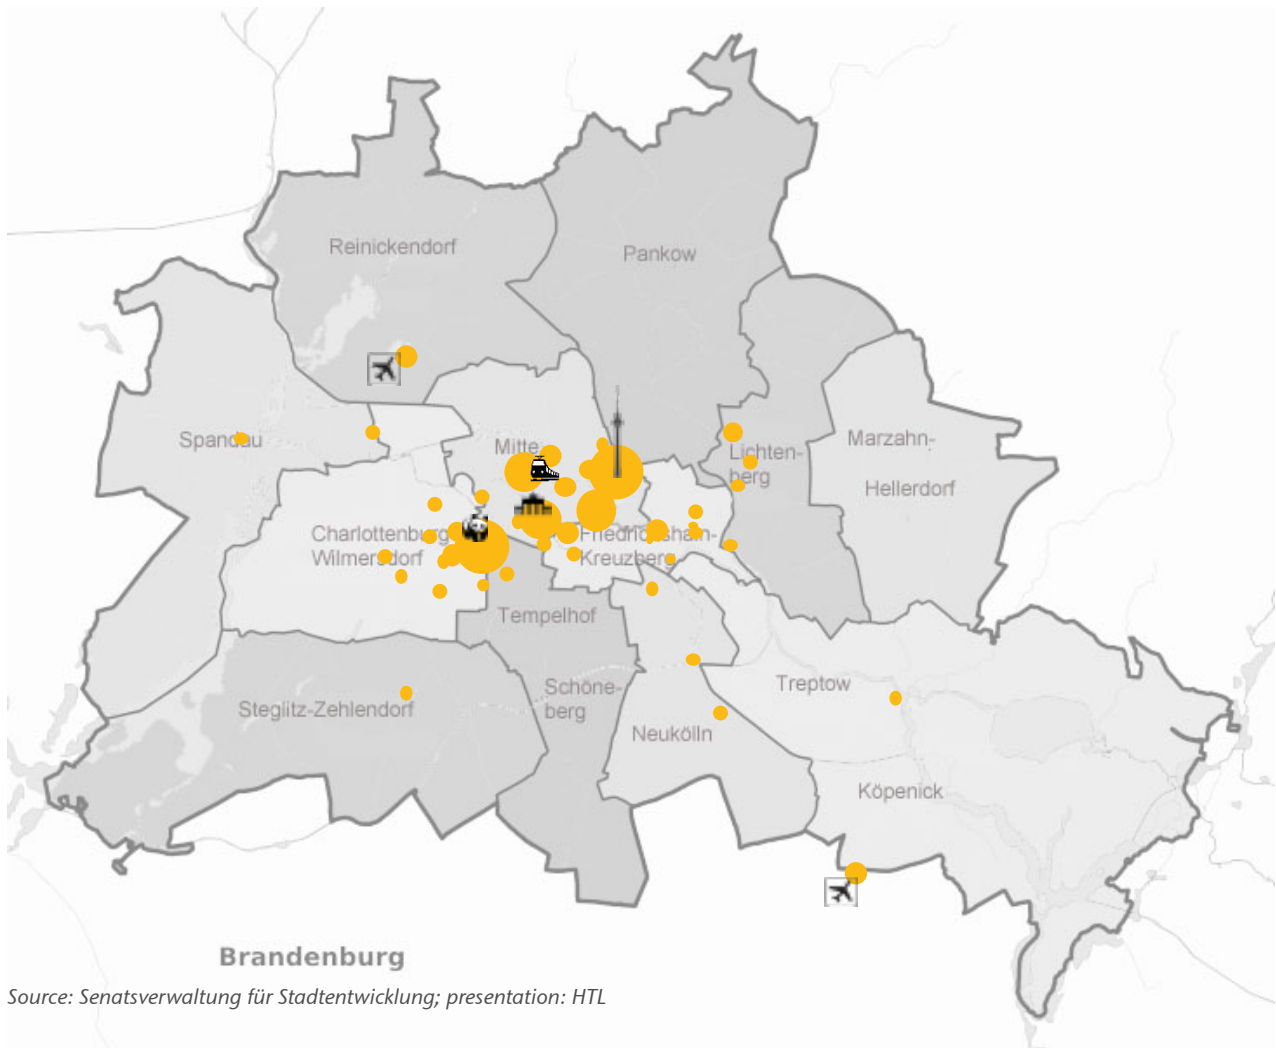 Reinickendorf
Pankow
Spandau
Mitte
Lichten-
berg
Marzahn-
Hellerdorf
Charlottenburg
Wilmersdorf
Friedrichshain-
Kreuzberg
Tempelhof
Schöne-
berg
Steglitz-Zehlendorf
Neukölln
Treptow
Köpenick
Brandenburg
Source: Senatsverwaltung für Stadtentwicklung; presentation: HTL